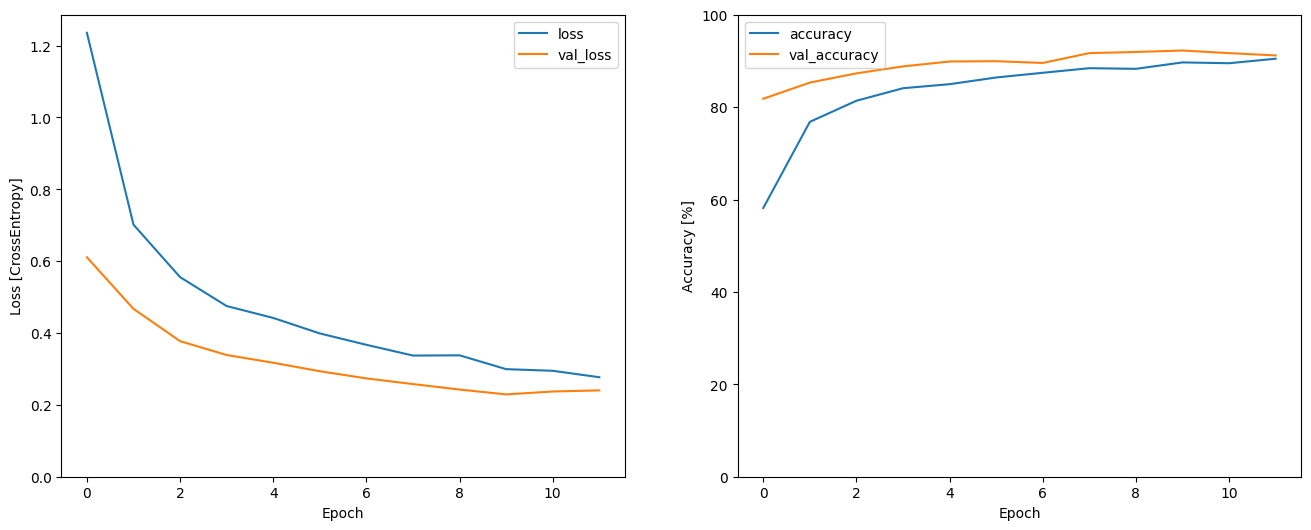 loss
val_loss
1.2
1.0
0.8
0.6
0.4
0.2
0.0
Loss [CrossEntropy]
0 2 4 6 8 10
Epoch
accuracy
val_accuracy
100
80
60
40
20
0
Accuracy [%]
0 2 4 6 8 10
Epoch